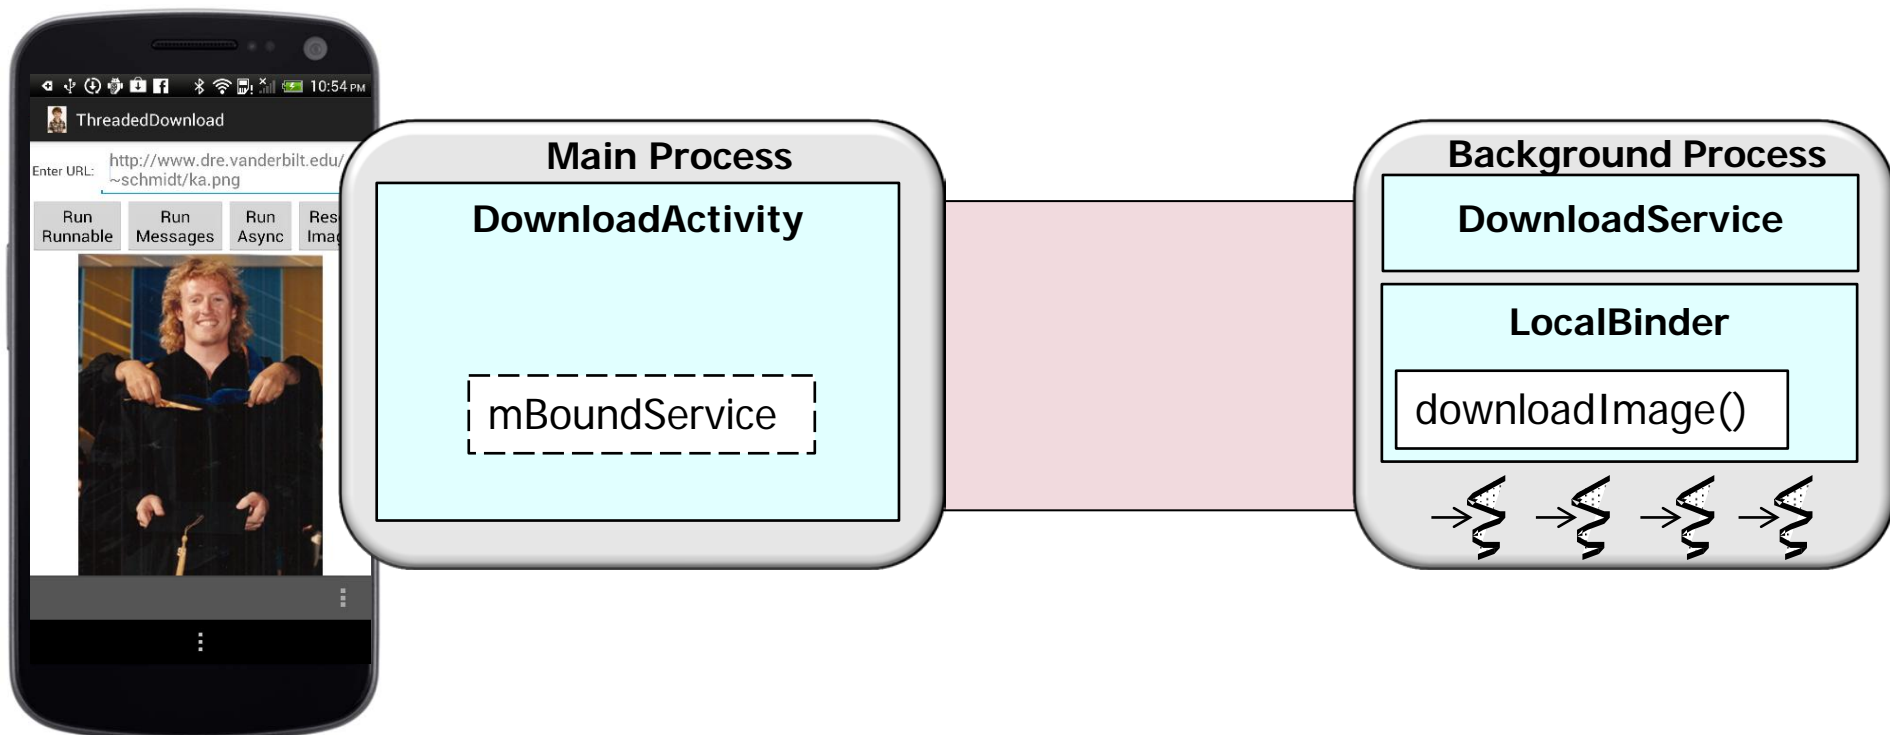 10:54 PM
ThreadedDownload
Enter URL:
http://www.dre.vanderbilt.edu/
~schmidt/ka.png
Run
Runnable
Run
Messages
Run
Async
Main Process
DownloadActivity
mBoundService
Background Process
DownloadService
LocalBinder
downloadImage()